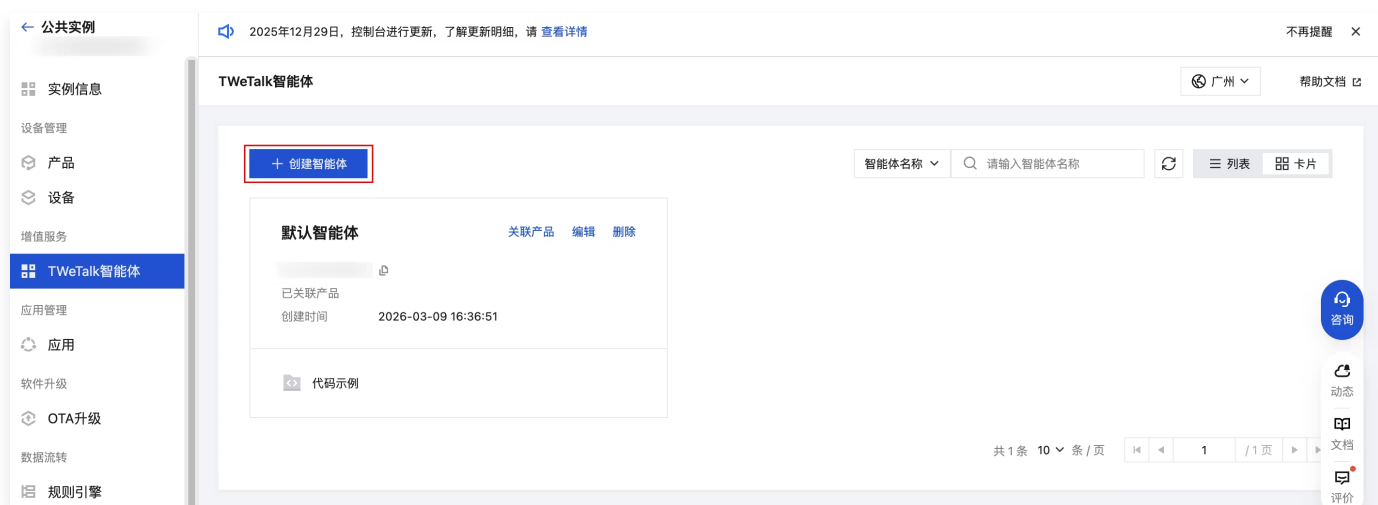 ← 公共实例
2025年12月29日，控制台进行更新，了解更新明细，请 查看详情
不再提醒
实例信息
设备管理
产品
设备
增值服务
TWeTalk智能体
应用管理
应用
软件升级
OTA升级
数据流转
规则引擎
TWeTalk智能体
广州
帮助文档
+ 创建智能体
智能体名称
请输入智能体名称
列表
卡片
默认智能体
关联产品 编辑 删除
已关联产品
创建时间 2026-03-09 16:36:51
代码示例
共 1 条 10 条 / 页 1 / 1 页
咨询
动态
文档
评价